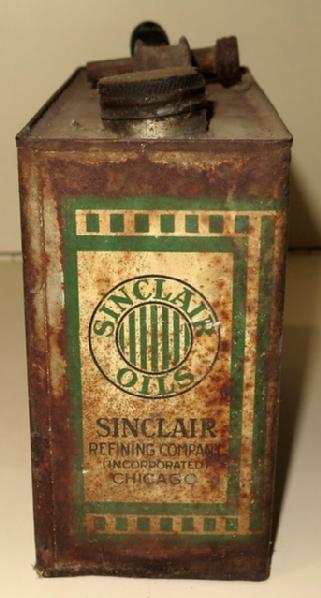 SINCLAIR
OILS
SINCLAIR
REFINING COMPANY
(INCORPORATED)
CHICAGO